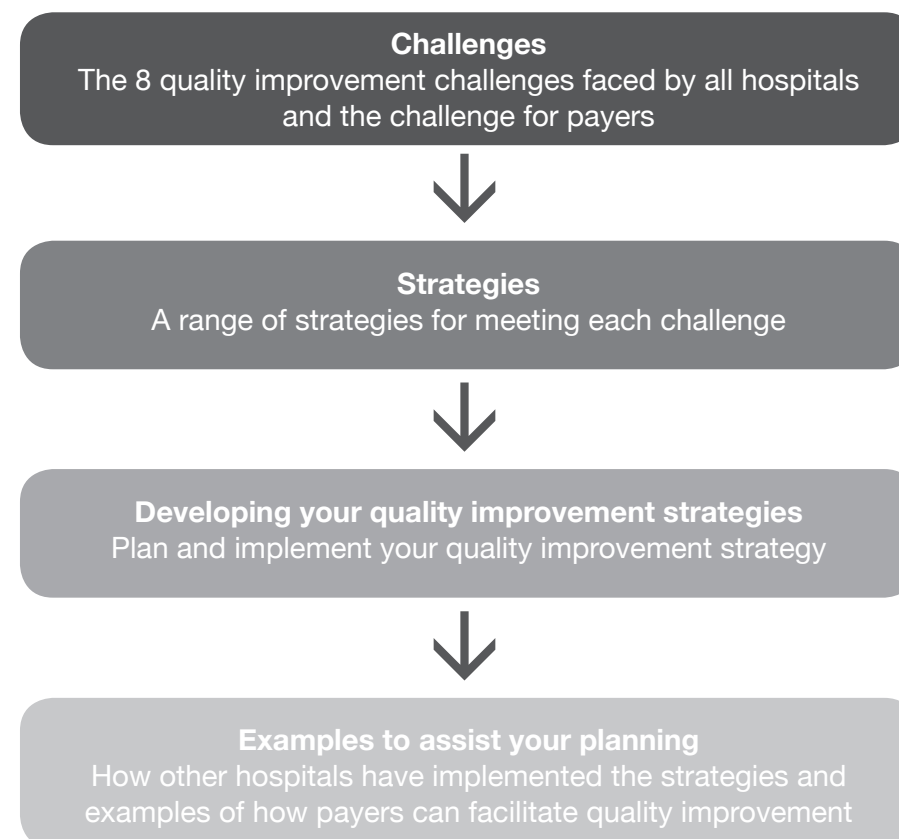 Challenges
The 8 quality improvement challenges faced by all hospitals
and the challenge for payers
Strategies
A range of strategies for meeting each challenge
Developing your quality improvement strategies
Plan and implement your quality improvement strategy
Examples to assist your planning
How other hospitals have implemented the strategies and
examples of how payers can facilitate quality improvement